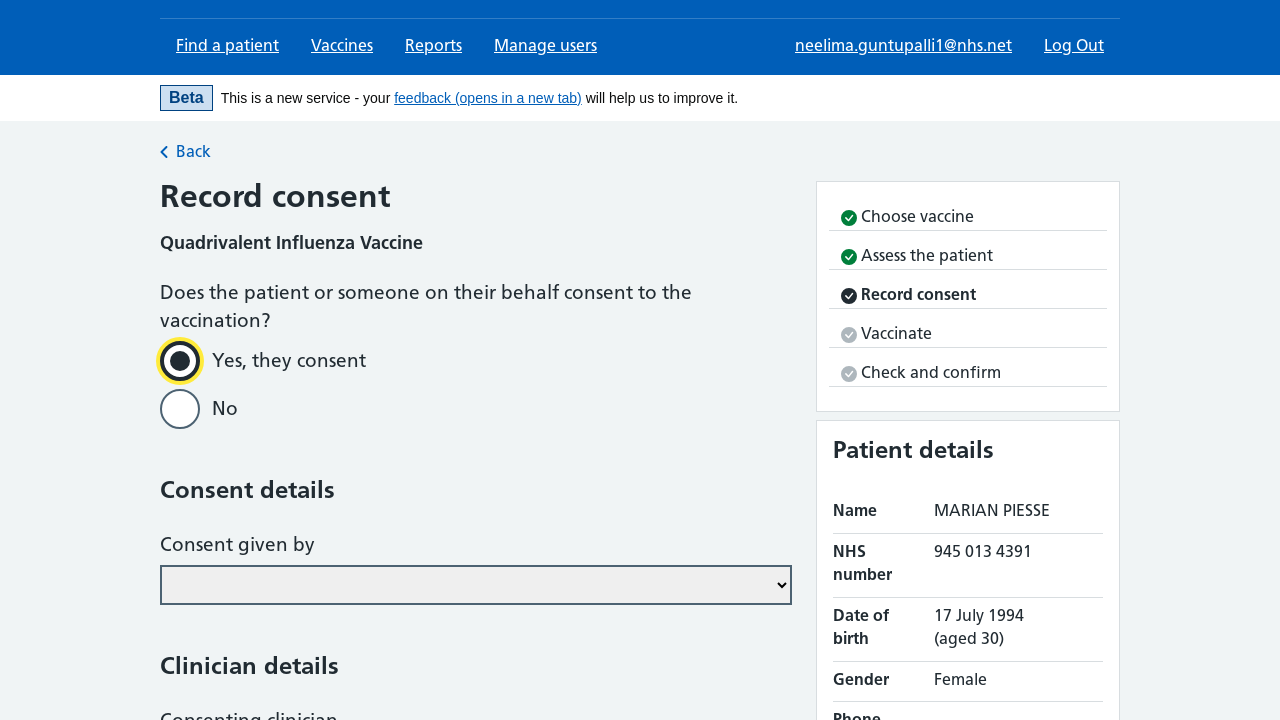 Find a patient
Vaccines
Reports
Manage users
neelima.guntupalli1@nhs.net
Log Out
Beta
This is a new service - your feedback (opens in a new tab) will help us to improve it.
Back
Record consent
Quadrivalent Influenza Vaccine
Does the patient or someone on their behalf consent to the
vaccination?
Yes, they consent
No
Consent details
Consent given by
Clinician details
Consenting clinician
Choose vaccine
Assess the patient
Record consent
Vaccinate
Check and confirm
Patient details
Name MARIAN PIESSE
NHS 945 013 4391
number
Date of 17 July 1994
birth (aged 30)
Gender Female
Phone